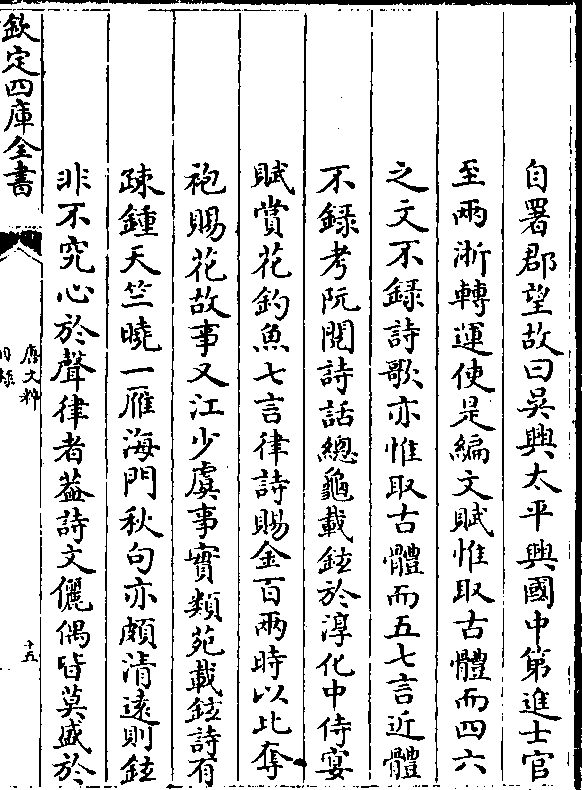 自署郡望故曰吳興太平興國中第進士官
至兩浙轉運使是編文賦惟取古體而四六
之文不錄詩歌亦惟取古體而五七言近體
不錄考阮閱詩話總龜載鉉於淳化中侍宴
賦賞花釣魚七言律詩賜金百兩時以比奪
袍賜花故事又江少虞事實類苑載鉉詩有
疎鍾天竺曉一雁海門秋句亦頗清遠則鉉
非不究心於聲律者葢詩文儷偶皆莫盛於
欽定四庫全書
唐文粹
目錄
十五